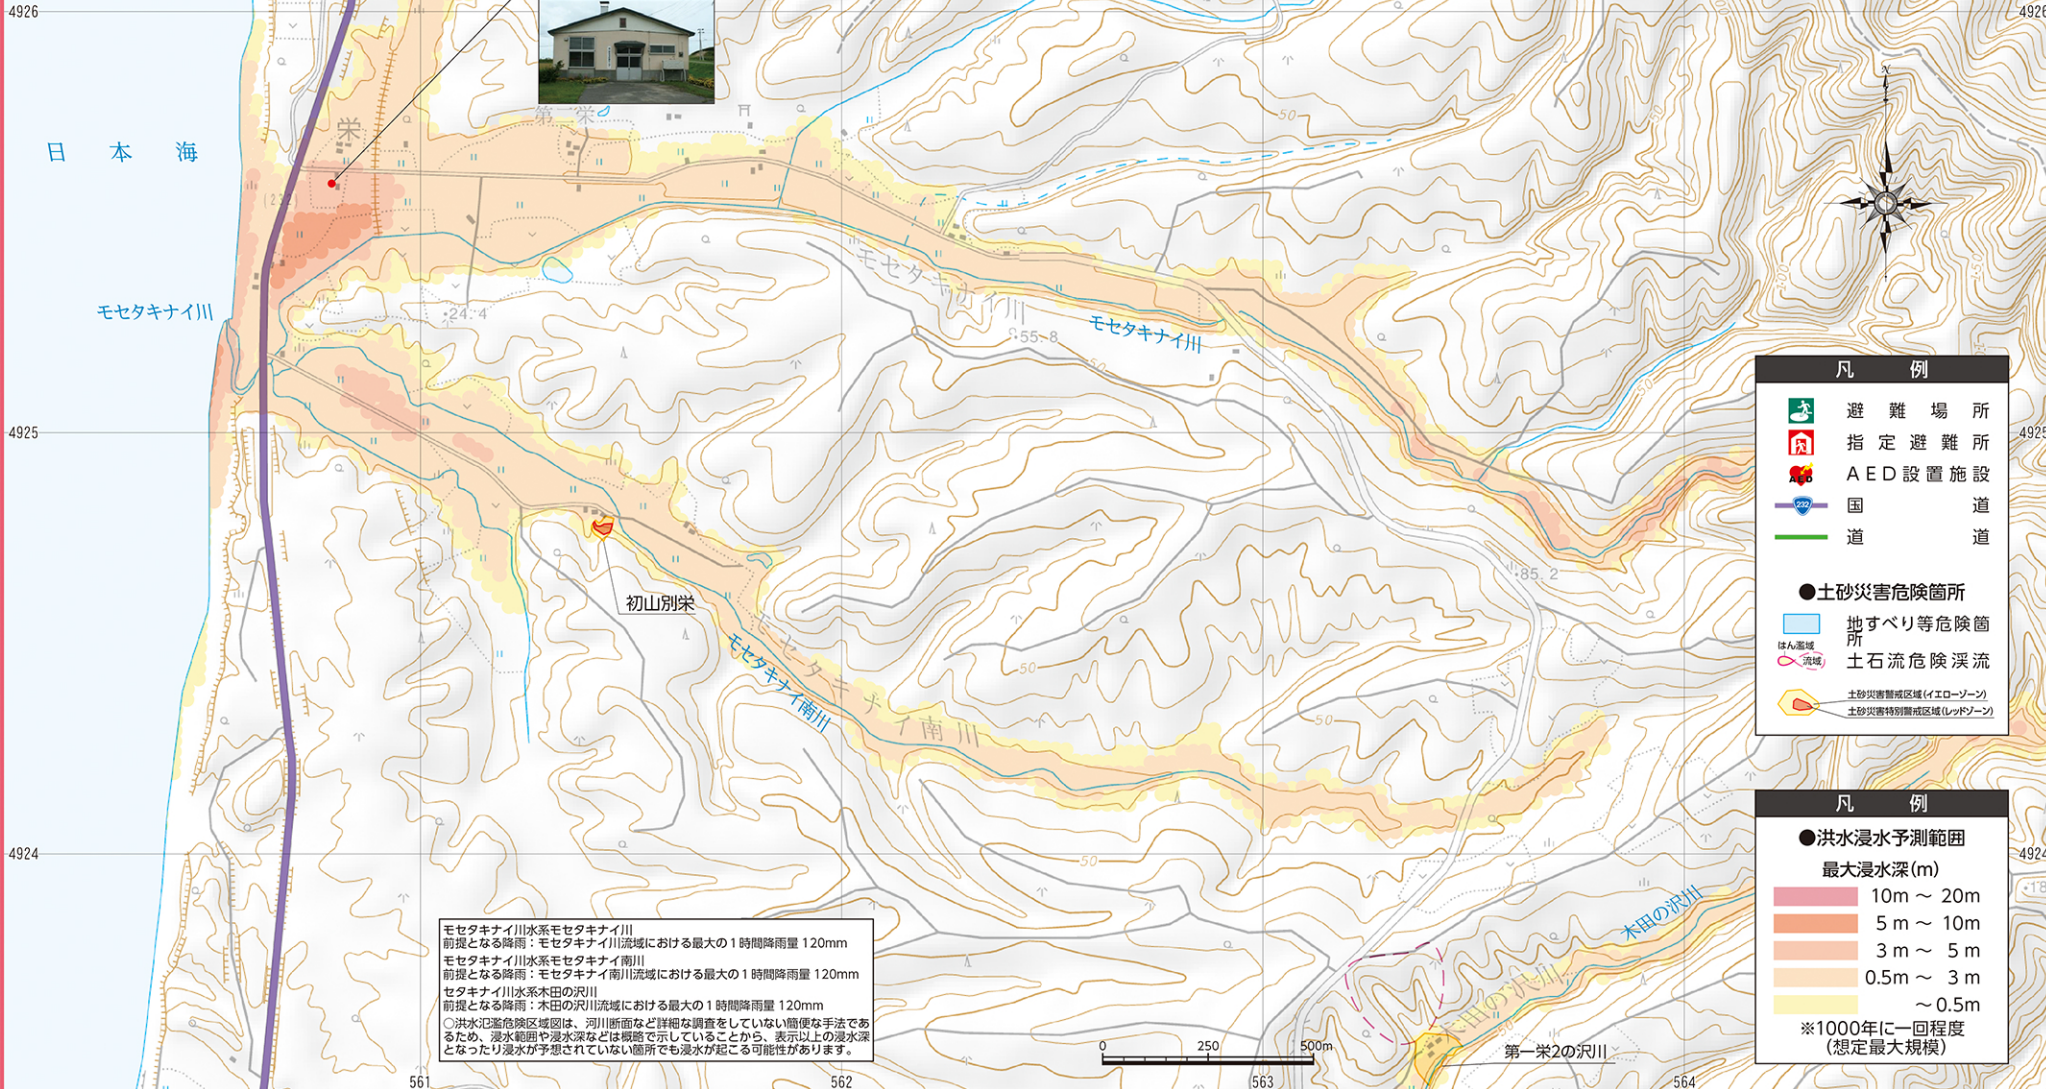 4926
4926
第二栄
栄
日本海
(232)
モセタキナイ川
24.4
モセタキナイ川
55.8
モセタキナイ川
50
50
50
50
100
4925
4925
85.2
初山別栄
モセタキナイ南川
モセタキナイ南川
50
50
50
4924
4924
木田の沢川
木田の沢川
第一栄2の沢川
N
凡例
避難場所
指定避難所
AED
AED設置施設
232
国道
道道
●土砂災害危険箇所
地すべり等危険箇
所
はん濫域
流域
土石流危険渓流
土砂災害警戒区域(イエローゾーン)
土砂災害特別警戒区域(レッドゾーン)
凡例
●洪水浸水予測範囲
最大浸水深(m)
10m ～ 20m
5m ～ 10m
3m ～ 5m
0.5m ～ 3m
～0.5m
※1000年に一回程度
(想定最大規模)
モセタキナイ川水系モセタキナイ川
前提となる降雨：モセタキナイ川流域における最大の1時間降雨量 120mm
モセタキナイ川水系モセタキナイ南川
前提となる降雨：モセタキナイ南川流域における最大の1時間降雨量 120mm
セタキナイ川水系木田の沢川
前提となる降雨：木田の沢川流域における最大の1時間降雨量 120mm
○洪水氾濫危険区域図は、河川断面など詳細な調査をしていない簡便な手法であ
るため、浸水範囲や浸水深などは概略で示していることから、表示以上の浸水深
となったり浸水が予想されていない箇所でも浸水が起こる可能性があります。
0 250 500m
561 562 563 564